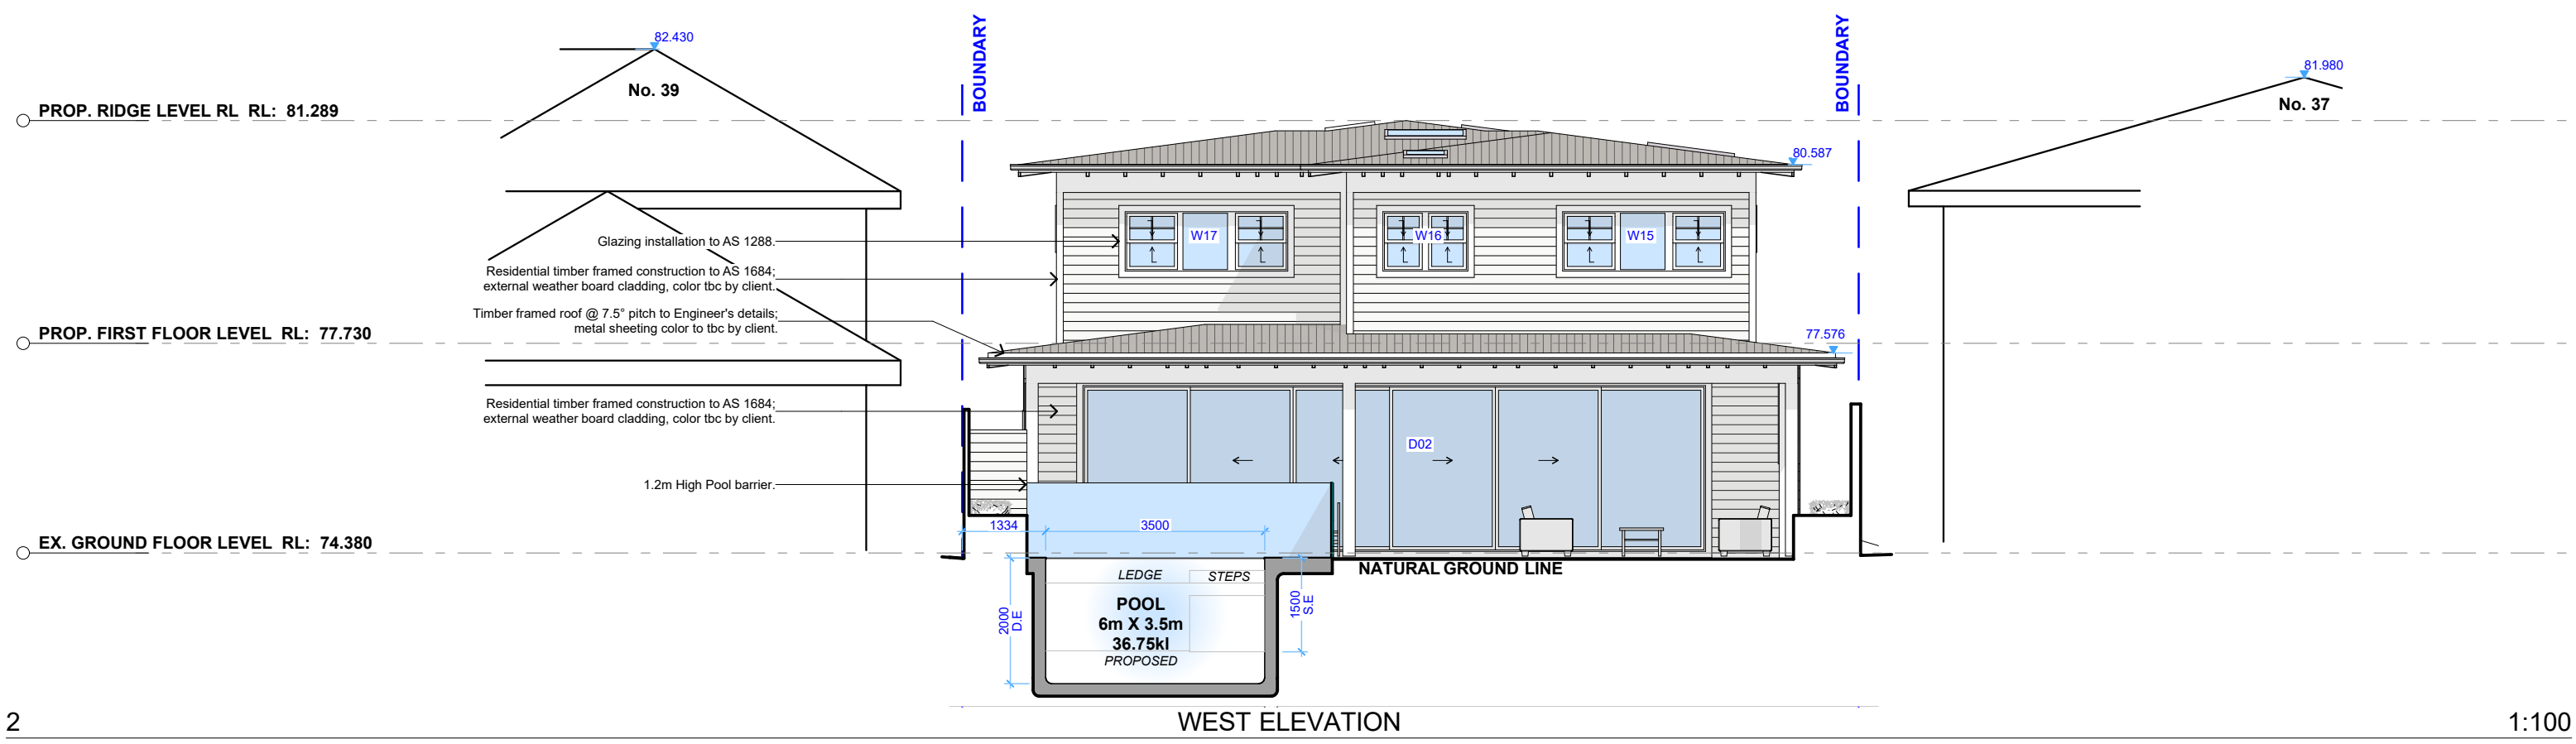 BOUNDARY
BOUNDARY
82.430
No. 39
81.980
No. 37
PROP. RIDGE LEVEL RL RL: 81.289
80.587
Glazing installation to AS 1288.
W17
W16
W15
Residential timber framed construction to AS 1684;
external weather board cladding, color tbc by client.
Timber framed roof @ 7.5° pitch to Engineer's details;
metal sheeting color to tbc by client.
PROP. FIRST FLOOR LEVEL RL: 77.730
77.576
Residential timber framed construction to AS 1684;
external weather board cladding, color tbc by client.
D02
1.2m High Pool barrier.
1334
3500
EX. GROUND FLOOR LEVEL RL: 74.380
NATURAL GROUND LINE
LEDGE
STEPS
2000
D.E
1500
S.E
POOL
6m X 3.5m
36.75kl
PROPOSED
2
WEST ELEVATION
1:100